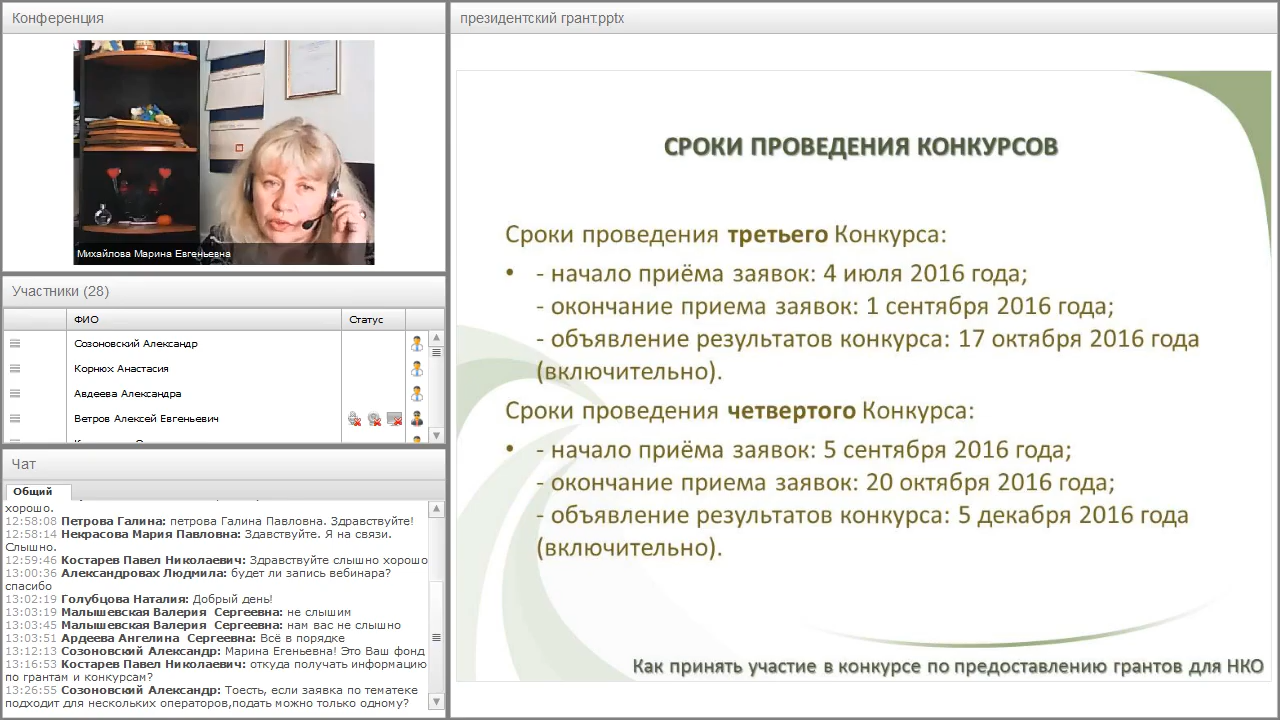 Конференция
Михайлова Марина Евгеньевна
Участники (28)
ФИО
Статус
Созоновский Александр
Корнюх Анастасия
Авдеева Александра
Ветров Алексей Евгеньевич
Чат
Общий
хорошо.
12:58:08 Петрова Галина: петрова Галина Павловна. Здравствуйте!
12:58:14 Некрасова Мария Павловна: Здавствуйте. Я на связи.
Слышно.
12:59:46 Костарев Павел Николаевич: Здравствуйте слышно хорошо
13:00:36 Александровах Людмила: будет ли запись вебинара?
спасибо
13:02:19 Голубцова Наталия: Добрый день!
13:03:19 Малышевская Валерия Сергеевна: не слышим
13:03:45 Малышевская Валерия Сергеевна: нам вас не слышно
13:03:51 Ардеева Ангелина Сергеевна: Всё в порядке
13:12:13 Созоновский Александр: Марина Егеньевна! Это Ваш фонд
13:16:53 Костарев Павел Николаевич: откуда получать информацию
по грантам и конкурсам?
13:26:55 Созоновский Александр: Тоесть, если заявка по тематеке
подходит для нескольких операторов,подать можно только одному?
президентский грант.pptx
СРОКИ ПРОВЕДЕНИЯ КОНКУРСОВ
Сроки проведения третьего Конкурса:
• - начало приёма заявок: 4 июля 2016 года;
- окончание приема заявок: 1 сентября 2016 года;
- объявление результатов конкурса: 17 октября 2016 года
(включительно).
Сроки проведения четвертого Конкурса:
• - начало приёма заявок: 5 сентября 2016 года;
- окончание приема заявок: 20 октября 2016 года;
- объявление результатов конкурса: 5 декабря 2016 года
(включительно).
Как принять участие в конкурсе по предоставлению грантов для НКО